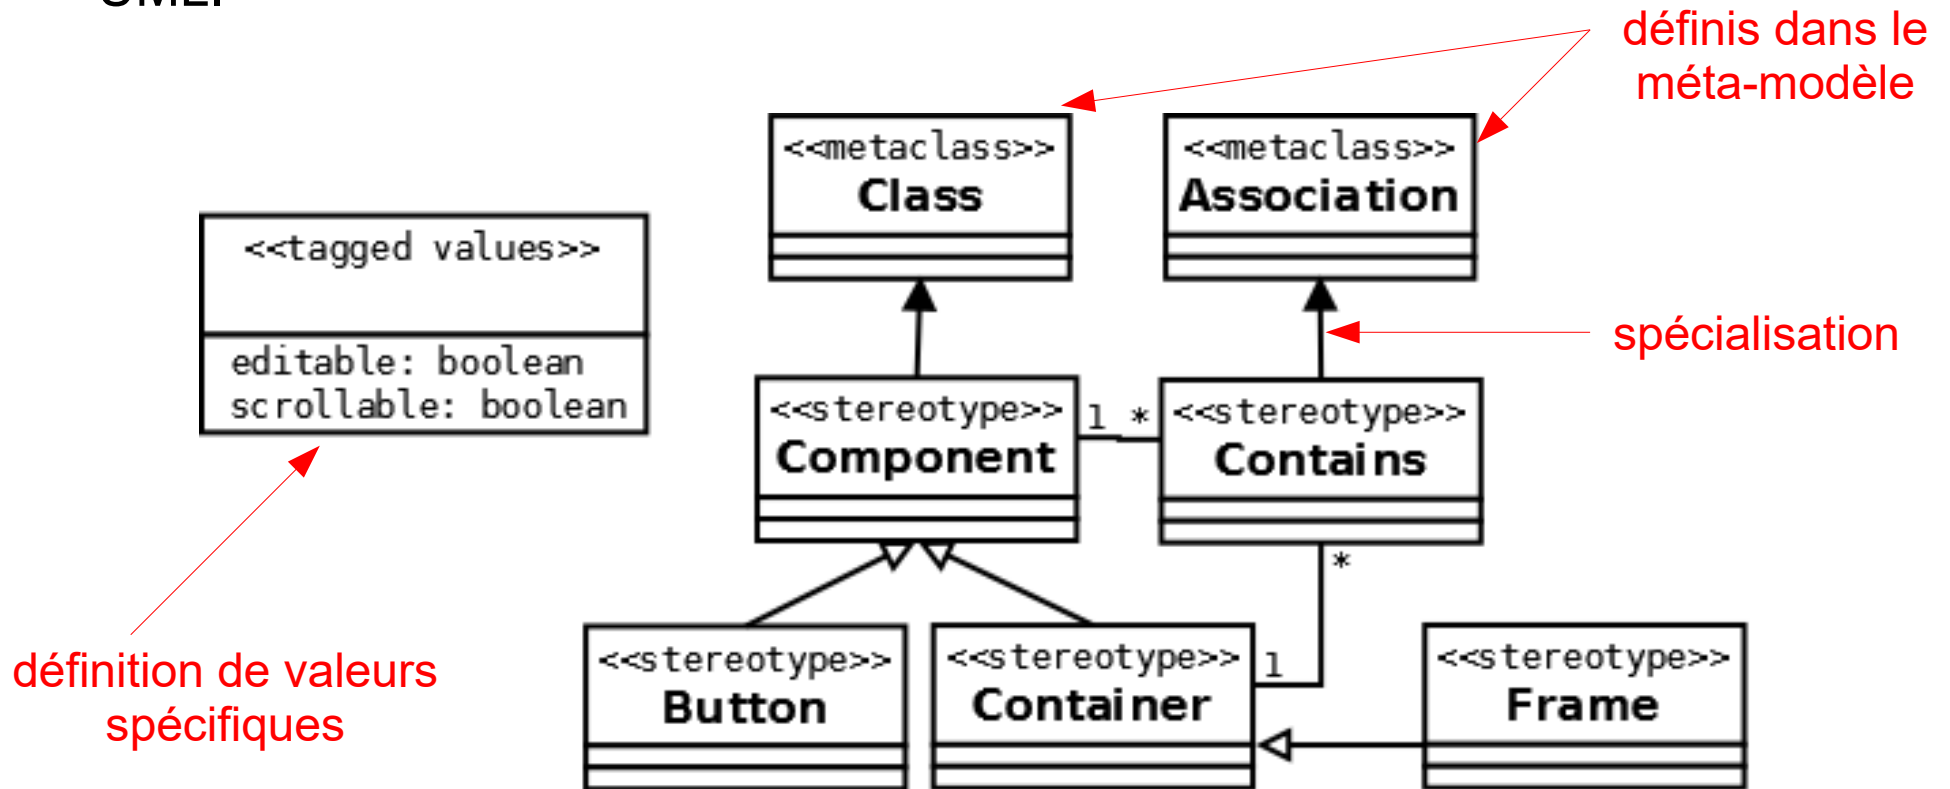 UML.
définis dans le
méta-modèle
<<metaclass>>
Class
<<metaclass>>
Association
<<tagged values>>
editable: boolean
scrollable: boolean
spécialisation
<<stereotype>>
Component
1 *
<<stereotype>>
Contains
*
définition de valeurs
spécifiques
<<stereotype>>
Button
<<stereotype>>
Container
1
<<stereotype>>
Frame